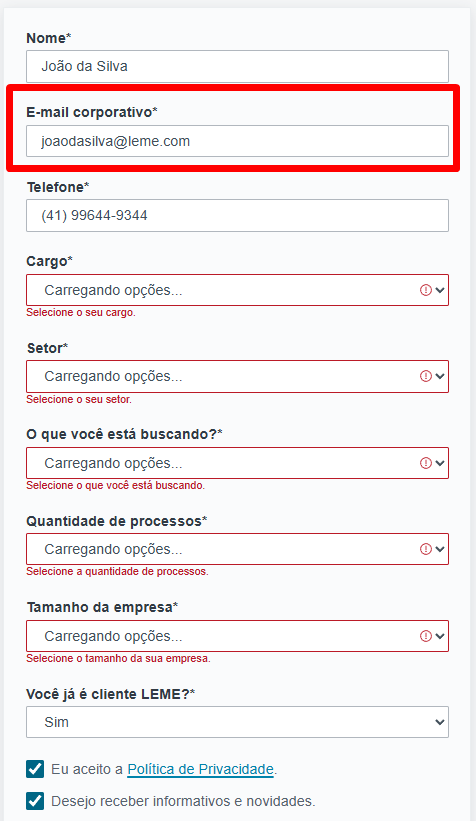 Nome*
João da Silva
E-mail corporativo*
joaodasilva@leme.com
Telefone*
(41) 99644-9344
Cargo*
Carregando opções...
Selecione o seu cargo.
Setor*
Carregando opções...
Selecione o seu setor.
O que você está buscando?*
Carregando opções...
Selecione o que você está buscando.
Quantidade de processos*
Carregando opções...
Selecione a quantidade de processos.
Tamanho da empresa*
Carregando opções...
Selecione o tamanho da sua empresa.
Você já é cliente LEME?*
Sim
Eu aceito a Política de Privacidade.
Desejo receber informativos e novidades.